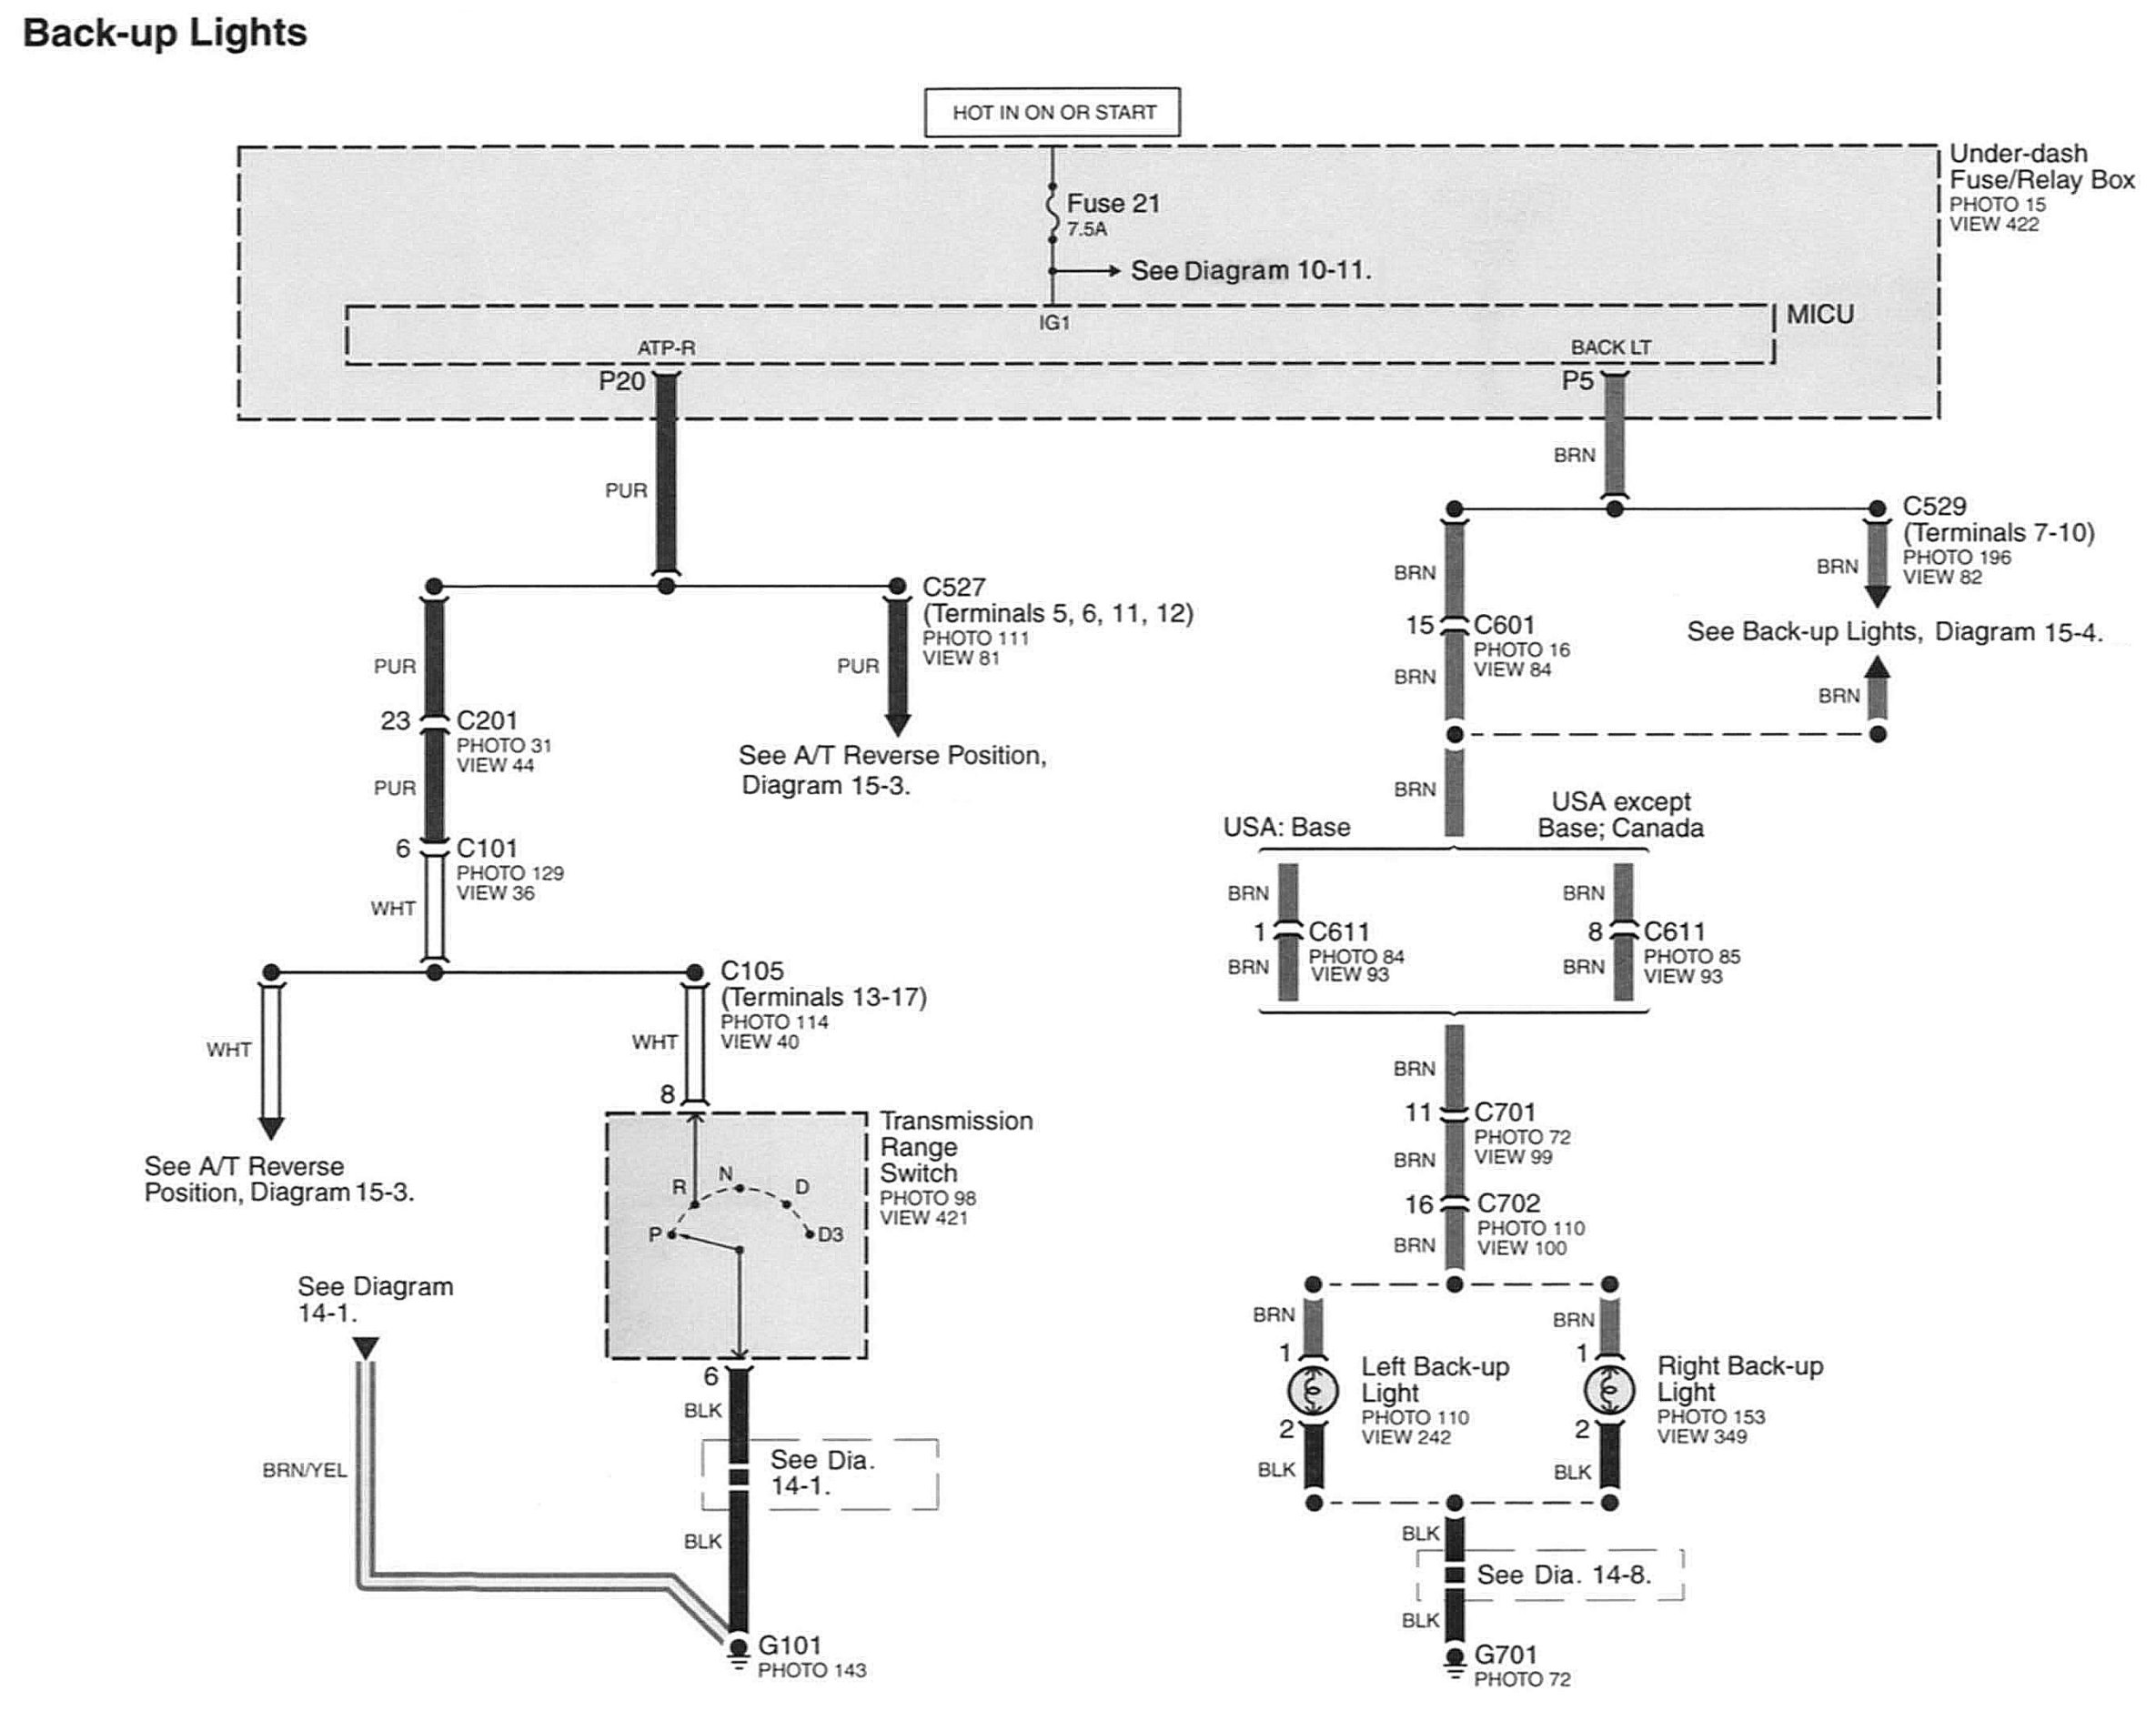 Back-up Lights
HOT IN ON OR START
Under-dash
Fuse/Relay Box
PHOTO 15
VIEW 422
Fuse 21
7.5A
See Diagram 10-11.
IG1
MICU
ATP-R
BACK LT
P20
P5
PUR
BRN
C527
(Terminals 5, 6, 11, 12)
PHOTO 111
VIEW 81
PUR
PUR
23
C201
PHOTO 31
VIEW 44
See A/T Reverse Position,
Diagram 15-3.
PUR
6
C101
PHOTO 129
VIEW 36
WHT
C105
(Terminals 13-17)
PHOTO 114
VIEW 40
WHT
WHT
8
See A/T Reverse
Position, Diagram 15-3.
Transmission
Range
Switch
PHOTO 98
VIEW 421
P
R
N
D
D3
See Diagram
14-1.
6
BLK
BRN/YEL
See Dia.
14-1.
BLK
G101
PHOTO 143
C529
(Terminals 7-10)
PHOTO 196
VIEW 82
BRN
BRN
15
C601
PHOTO 16
VIEW 84
See Back-up Lights, Diagram 15-4.
BRN
BRN
BRN
USA: Base
USA except
Base; Canada
BRN
BRN
1
C611
PHOTO 84
VIEW 93
8
C611
PHOTO 85
VIEW 93
BRN
BRN
BRN
11
C701
PHOTO 72
VIEW 99
BRN
16
C702
PHOTO 110
VIEW 100
BRN
BRN
BRN
1
Left Back-up
Light
PHOTO 110
VIEW 242
2
1
Right Back-up
Light
PHOTO 153
VIEW 349
2
BLK
BLK
BLK
See Dia. 14-8.
BLK
G701
PHOTO 72